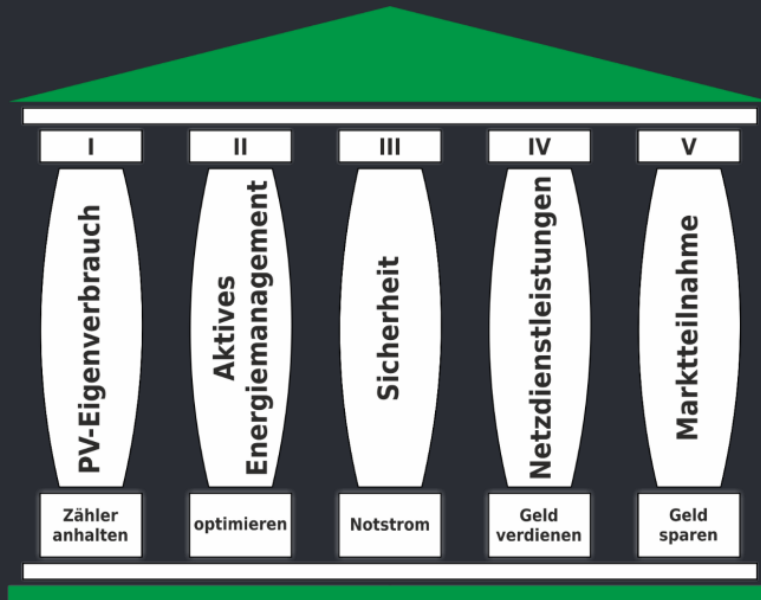 I
II
III
IV
V
PV-Eigenverbrauch
Aktives
Energiemanagement
Sicherheit
Netzdienstleistungen
Marktteilnahme
Zähler
anhalten
optimieren
Notstrom
Geld
verdienen
Geld
sparen